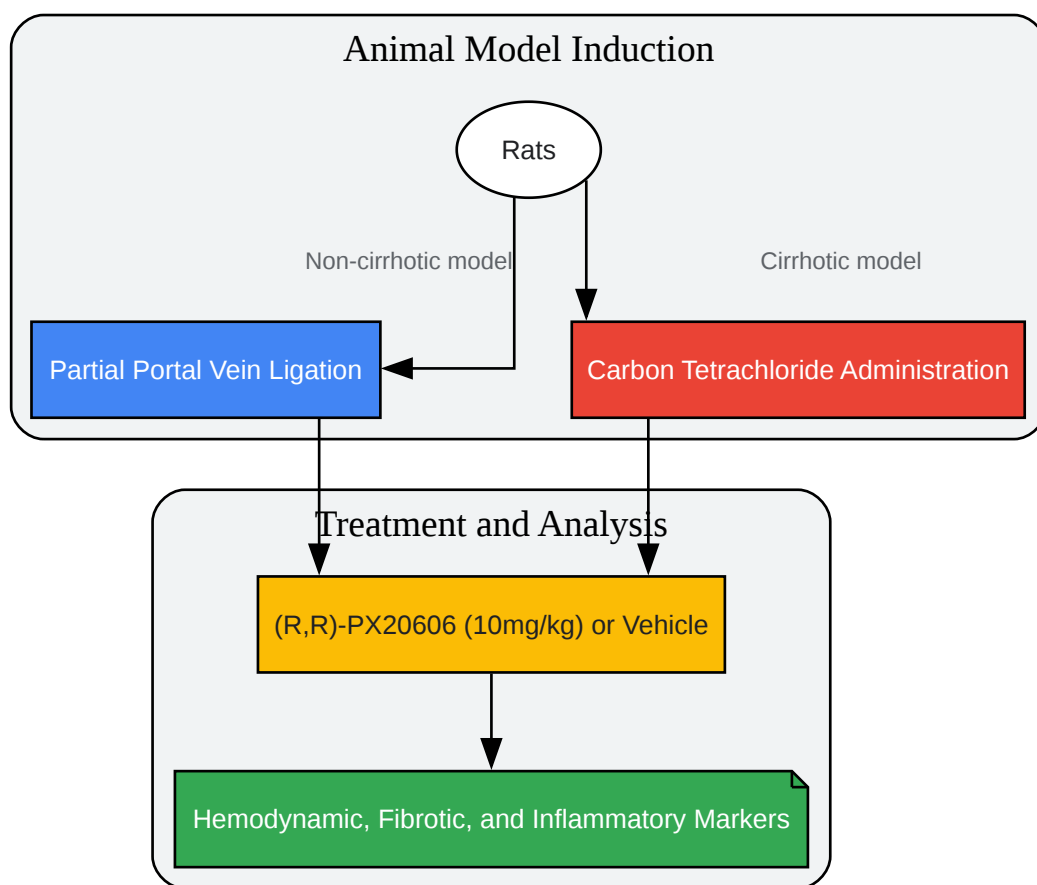 Animal Model Induction
Rats
Non-cirrhotic model
Cirrhotic model
Partial Portal Vein Ligation
Carbon Tetrachloride Administration
Treatment and Analysis
(R,R)-PX20606 (10mg/kg) or Vehicle
Hemodynamic, Fibrotic, and Inflammatory Markers